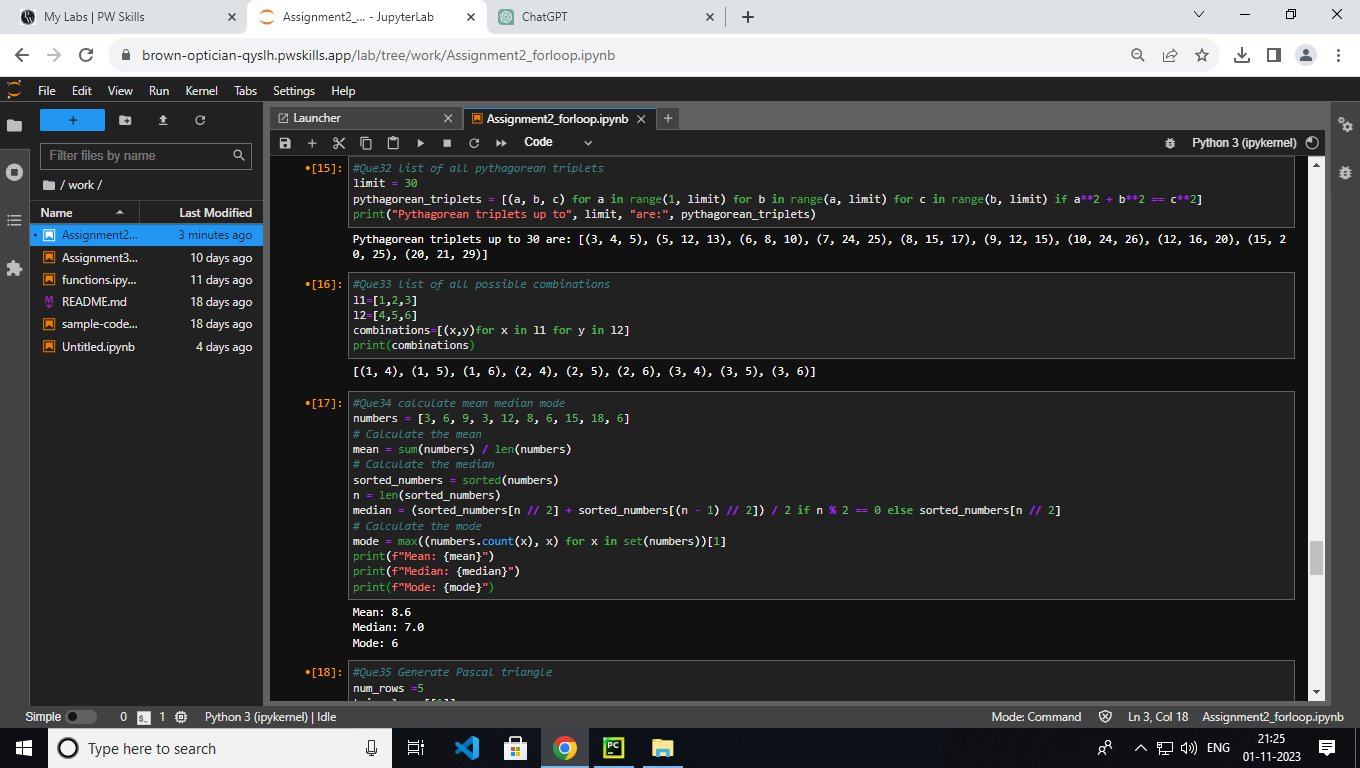 My Labs | PW Skills
Assignment2_... - JupyterLab
ChatGPT
brown-optician-qyslh.pwskills.app/lab/tree/work/Assignment2_forloop.ipynb
File Edit View Run Kernel Tabs Settings Help
Launcher
Assignment2_forloop.ipynb
Filter files by name
/ work /
Name Last Modified
Assignment2... 3 minutes ago
Assignment3... 10 days ago
functions.ipy... 11 days ago
README.md 18 days ago
sample-code... 18 days ago
Untitled.ipynb 4 days ago
Code
Python 3 (ipykernel)
[15]: #Que32 list of all pythagorean triplets
limit = 30
pythagorean_triplets = [(a, b, c) for a in range(1, limit) for b in range(a, limit) for c in range(b, limit) if a**2 + b**2 == c**2]
print("Pythagorean triplets up to", limit, "are:", pythagorean_triplets)
Pythagorean triplets up to 30 are: [(3, 4, 5), (5, 12, 13), (6, 8, 10), (7, 24, 25), (8, 15, 17), (9, 12, 15), (10, 24, 26), (12, 16, 20), (15, 2
0, 25), (20, 21, 29)]
[16]: #Que33 list of all possible combinations
l1=[1,2,3]
l2=[4,5,6]
combinations=[(x,y)for x in l1 for y in l2]
print(combinations)
[(1, 4), (1, 5), (1, 6), (2, 4), (2, 5), (2, 6), (3, 4), (3, 5), (3, 6)]
[17]: #Que34 calculate mean median mode
numbers = [3, 6, 9, 3, 12, 8, 6, 15, 18, 6]
# Calculate the mean
mean = sum(numbers) / len(numbers)
# Calculate the median
sorted_numbers = sorted(numbers)
n = len(sorted_numbers)
median = (sorted_numbers[n // 2] + sorted_numbers[(n - 1) // 2]) / 2 if n % 2 == 0 else sorted_numbers[n // 2]
# Calculate the mode
mode = max((numbers.count(x), x) for x in set(numbers))[1]
print(f"Mean: {mean}")
print(f"Median: {median}")
print(f"Mode: {mode}")
Mean: 8.6
Median: 7.0
Mode: 6
[18]: #Que35 Generate Pascal triangle
num_rows =5
Simple 0 1 Python 3 (ipykernel) | Idle
Mode: Command Ln 3, Col 18 Assignment2_forloop.ipynb
Type here to search
ENG
21:25
01-11-2023